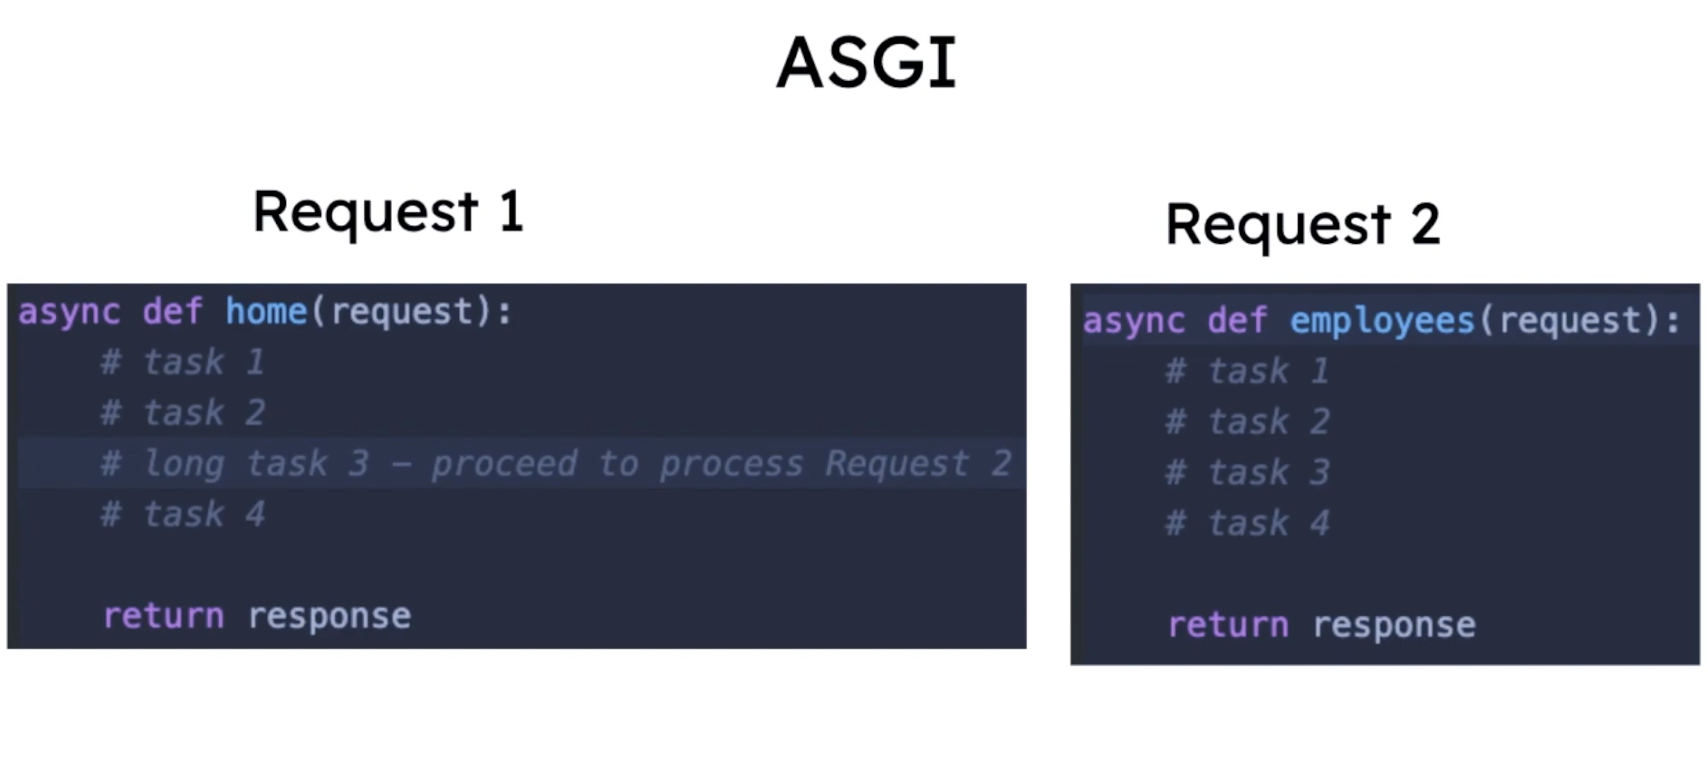 ASGI
Request 1
async def home(request):
# task 1
# task 2
# long task 3 – proceed to process Request 2
# task 4
return response
Request 2
async def employees(request):
# task 1
# task 2
# task 3
# task 4
return response